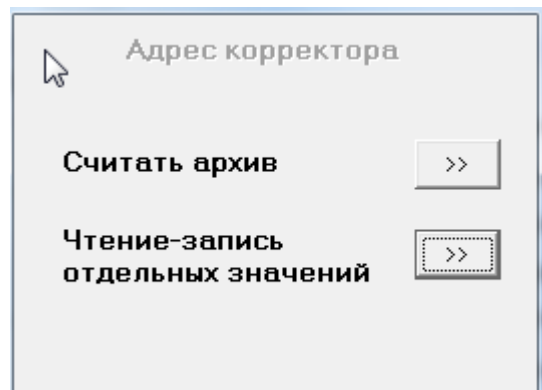 Адрес корректора
Считать архив >>
Чтение-запись
отдельных значений >>